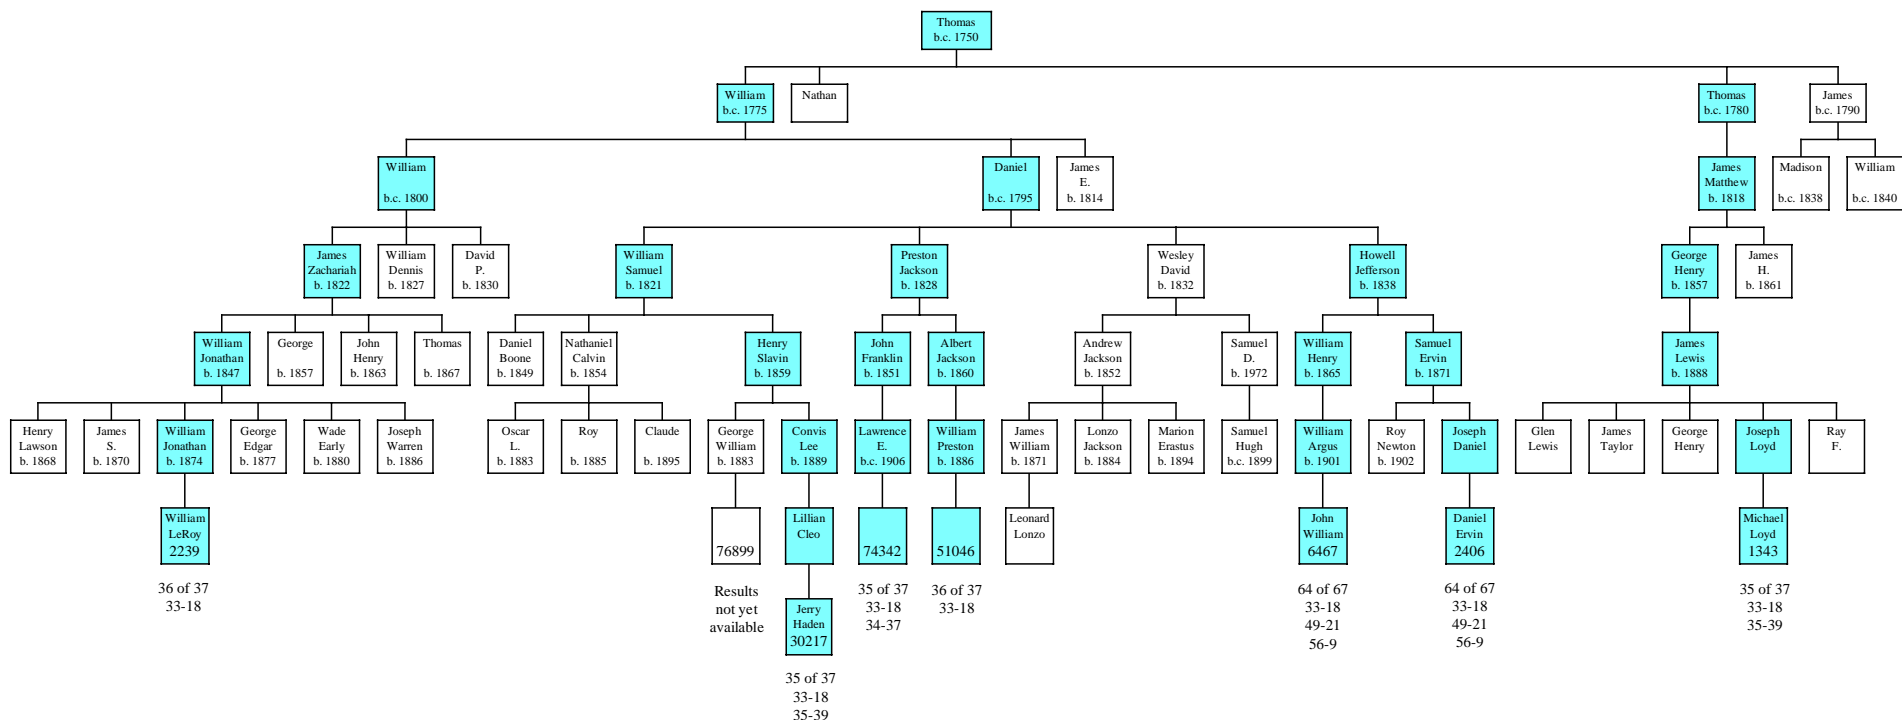 Thomas
b.c. 1750
William
b.c. 1775
Nathan
Thomas
b.c. 1780
James
b.c. 1790
William
b.c. 1800
Daniel
b.c. 1795
James
E.
b. 1814
James
Matthew
b. 1818
Madison
b.c. 1838
William
b.c. 1840
James
Zachariah
b. 1822
William
Dennis
b. 1827
David
P.
b. 1830
William
Samuel
b. 1821
Preston
Jackson
b. 1828
Wesley
David
b. 1832
Howell
Jefferson
b. 1838
George
Henry
b. 1857
James
H.
b. 1861
William
Jonathan
b. 1847
George
b. 1857
John
Henry
b. 1863
Thomas
b. 1867
Daniel
Boone
b. 1849
Nathaniel
Calvin
b. 1854
Henry
Slavin
b. 1859
John
Franklin
b. 1851
Albert
Jackson
b. 1860
Andrew
Jackson
b. 1852
Samuel
D.
b. 1972
William
Henry
b. 1865
Samuel
Ervin
b. 1871
James
Lewis
b. 1888
Henry
Lawson
b. 1868
James
S.
b. 1870
William
Jonathan
b. 1874
George
Edgar
b. 1877
Wade
Early
b. 1880
Joseph
Warren
b. 1886
Oscar
L.
b. 1883
Roy
b. 1885
Claude
b. 1895
George
William
b. 1883
Convis
Lee
b. 1889
Lawrence
E.
b.c. 1906
William
Preston
b. 1886
James
William
b. 1871
Lonzo
Jackson
b. 1884
Marion
Erastus
b. 1894
Samuel
Hugh
b.c. 1899
William
Argus
b. 1901
Roy
Newton
b. 1902
Joseph
Daniel
Glen
Lewis
James
Taylor
George
Henry
Joseph
Loyd
Ray
F.
William
LeRoy
2239
36 of 37
33-18
76899
Results
not yet
available
Lillian
Cleo
Jerry
Haden
30217
35 of 37
33-18
35-39
74342
35 of 37
33-18
34-37
51046
36 of 37
33-18
Leonard
Lonzo
John
William
6467
64 of 67
33-18
49-21
56-9
Daniel
Ervin
2406
64 of 67
33-18
49-21
56-9
Michael
Loyd
1343
35 of 37
33-18
35-39